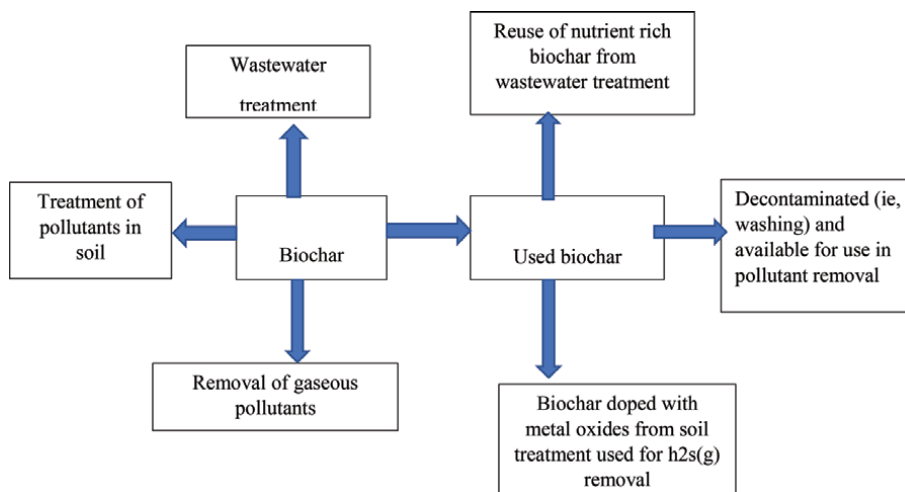 Wastewater
treatment
Reuse of nutrient rich
biochar from
wastewater treatment
Treatment of
pollutants in
soil
Biochar
Used biochar
Decontaminated (ie,
washing) and
available for use in
pollutant removal
Removal of gaseous
pollutants
Biochar doped with
metal oxides from soil
treatment used for h2s(g)
removal